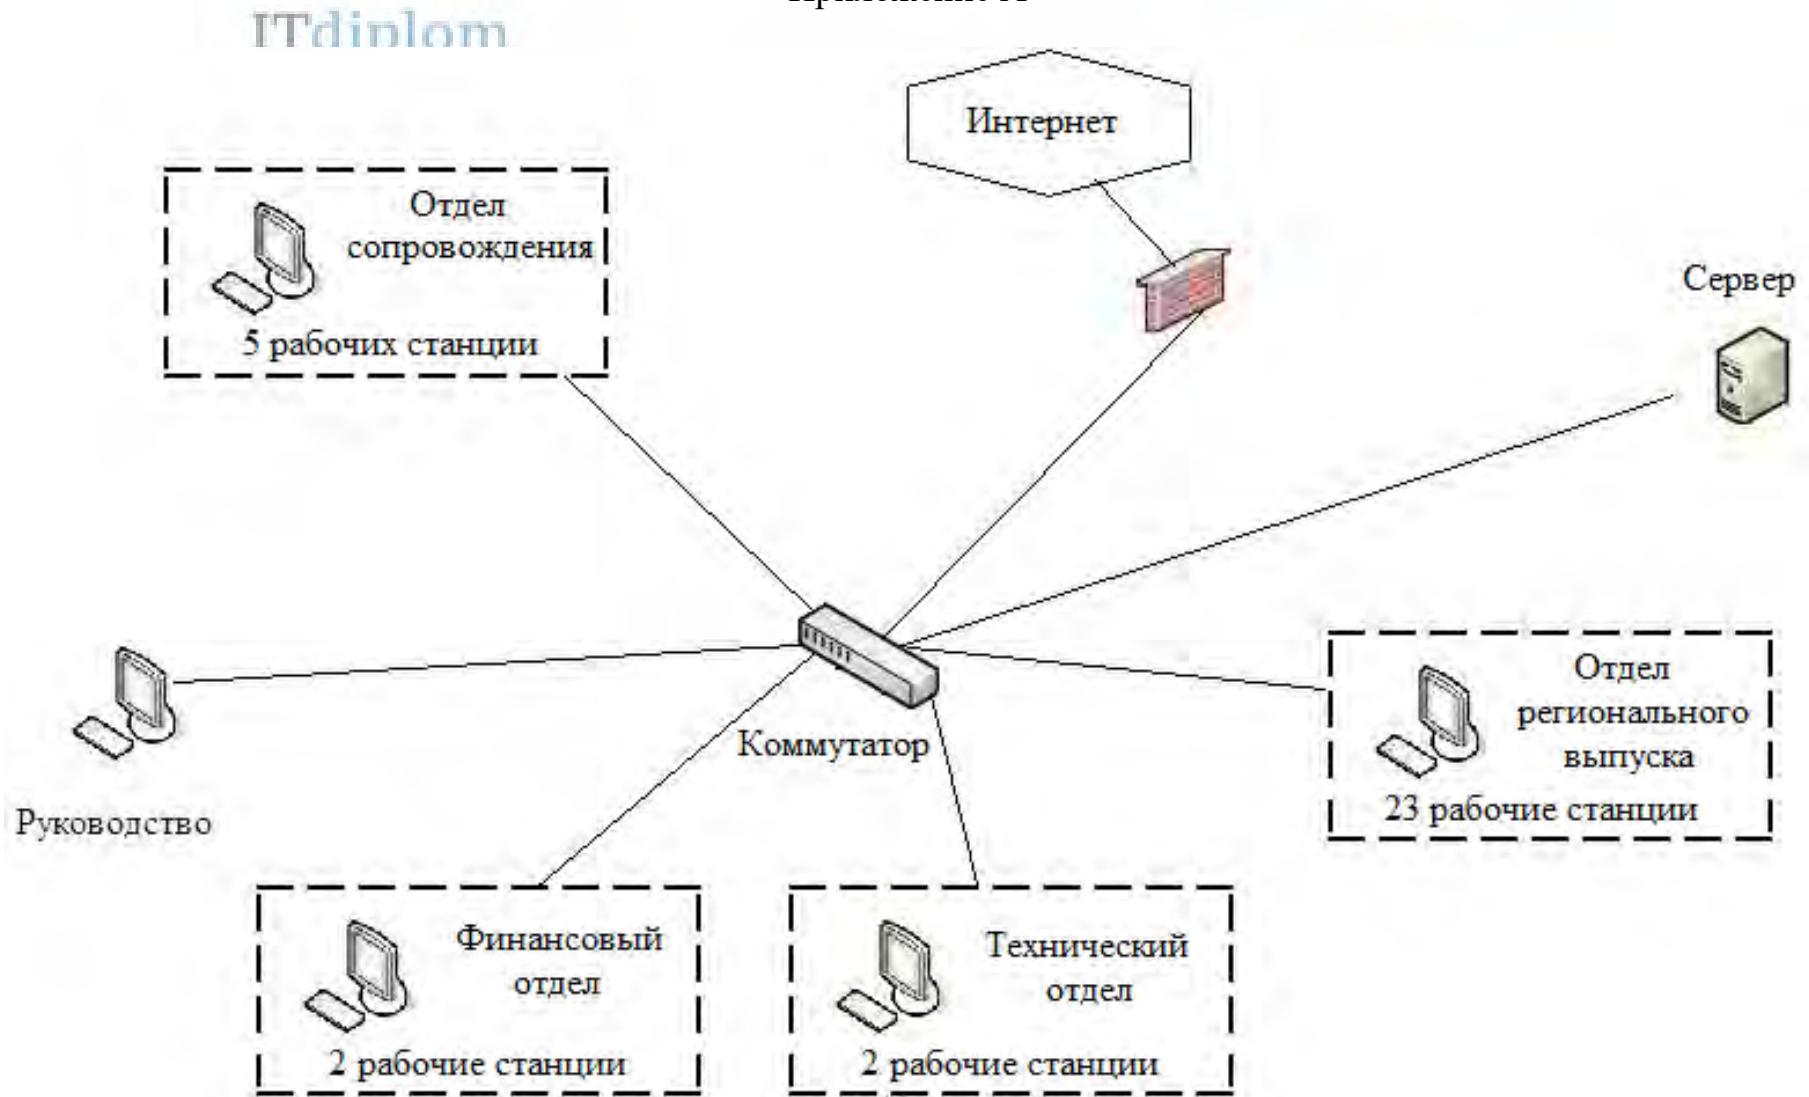 ITdiplom
Интернет
Отдел
сопровождения
5 рабочих станции
Сервер
Коммутатор
Руководство
Отдел
регионального
выпуска
23 рабочие станции
Финансовый
отдел
2 рабочие станции
Технический
отдел
2 рабочие станции